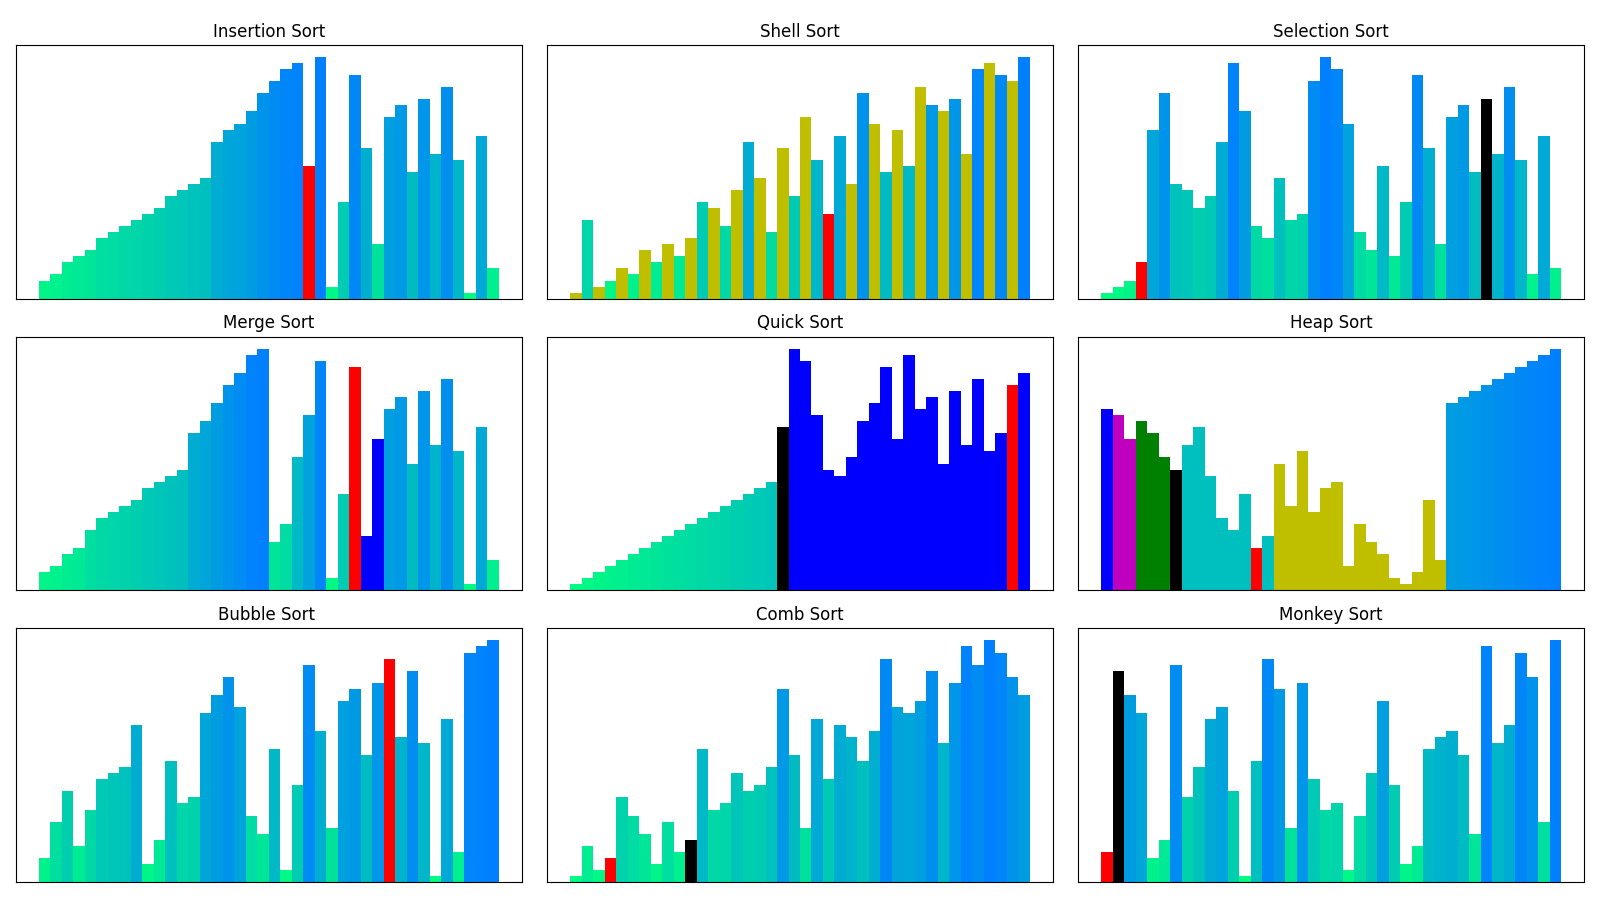 Insertion Sort
Shell Sort
Selection Sort
Merge Sort
Quick Sort
Heap Sort
Bubble Sort
Comb Sort
Monkey Sort